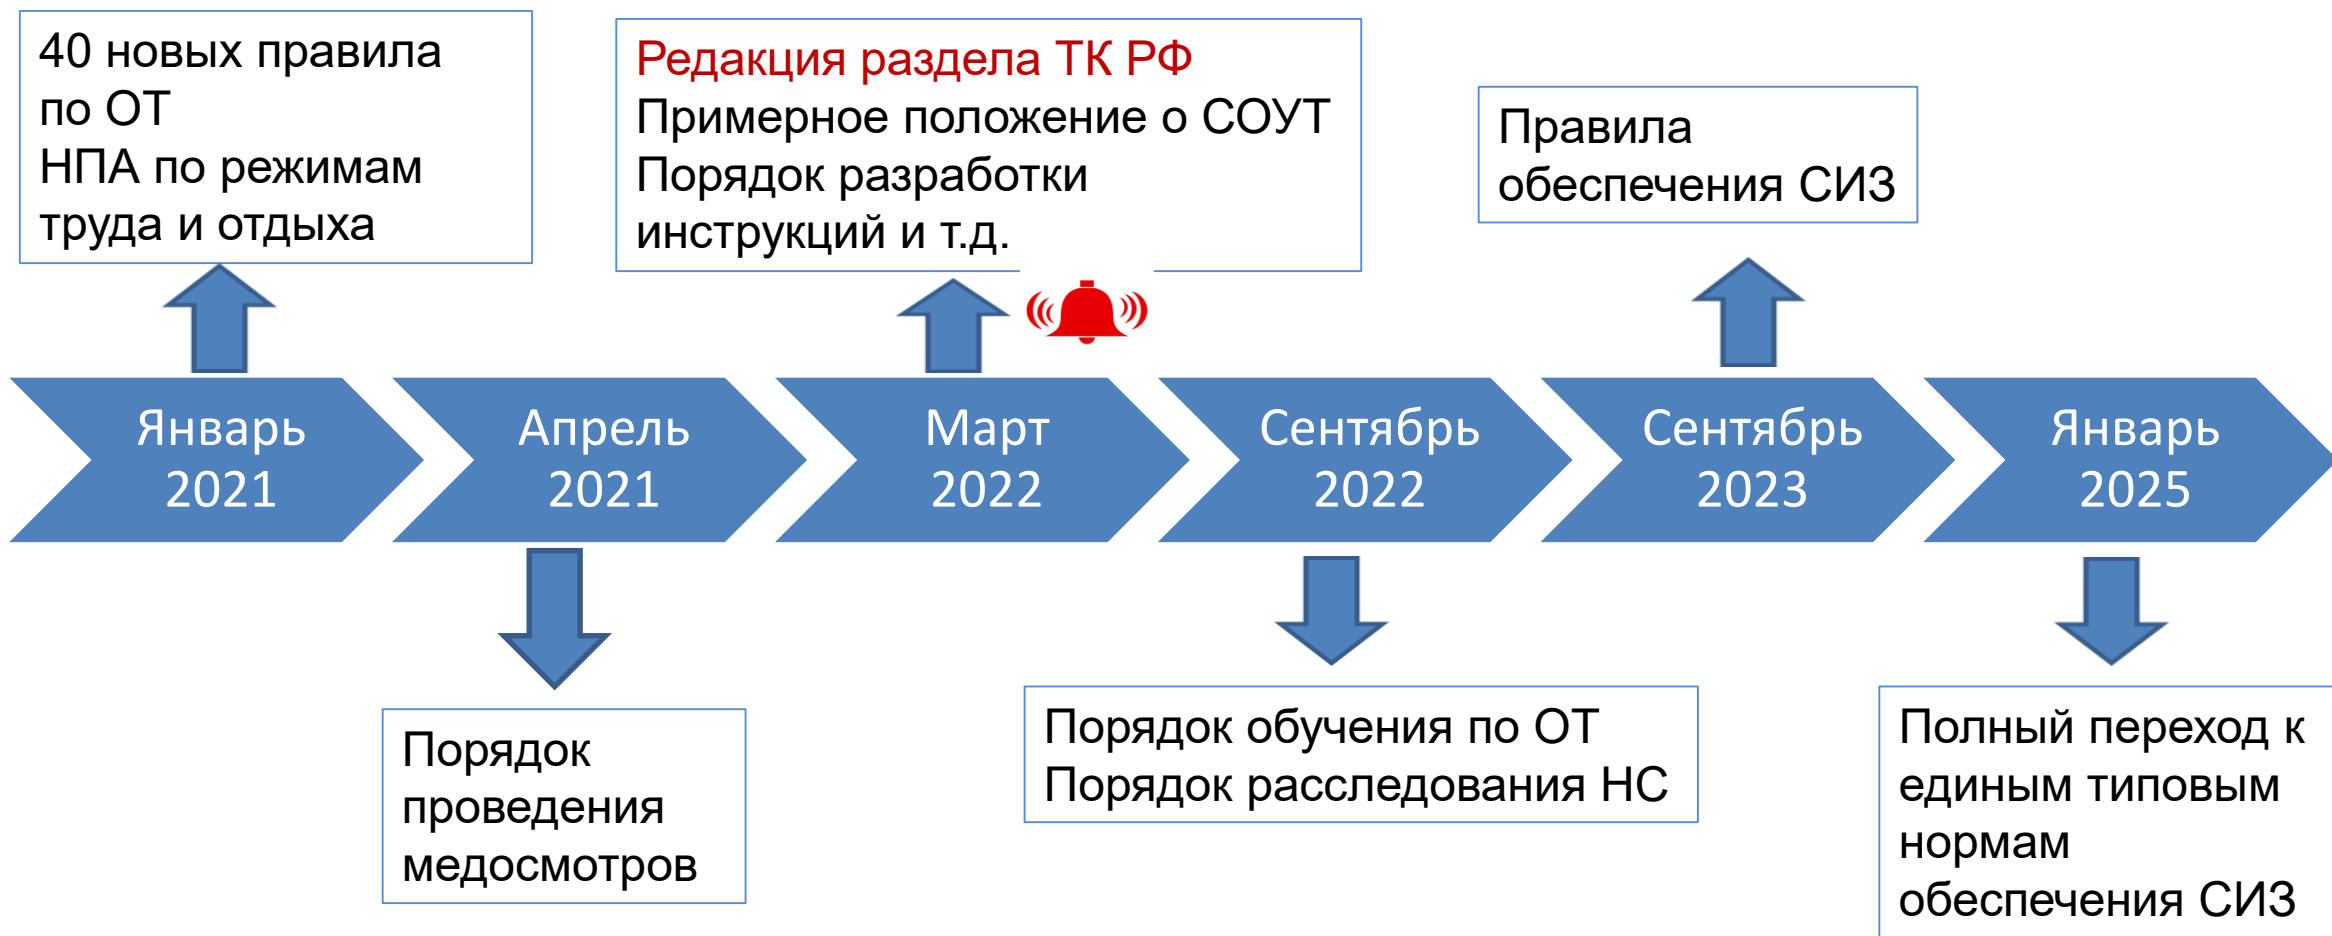 40 новых правила
по ОТ
НПА по режимам
труда и отдыха
Редакция раздела ТК РФ
Примерное положение о СОУТ
Порядок разработки
инструкций и т.д.
Правила
обеспечения СИЗ
Январь
2021
Апрель
2021
Март
2022
Сентябрь
2022
Сентябрь
2023
Январь
2025
Порядок
проведения
медосмотров
Порядок обучения по ОТ
Порядок расследования НС
Полный переход к
единым типовым
нормам
обеспечения СИЗ